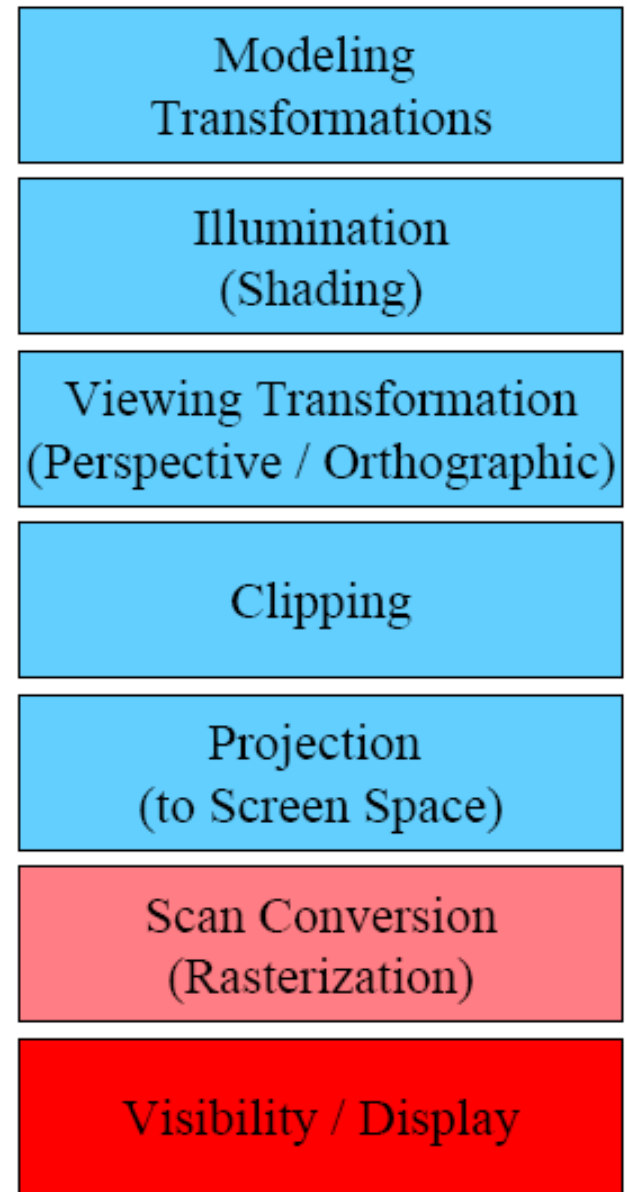 Modeling
Transformations
Illumination
(Shading)
Viewing Transformation
(Perspective / Orthographic)
Clipping
Projection
(to Screen Space)
Scan Conversion
(Rasterization)
Visibility / Display